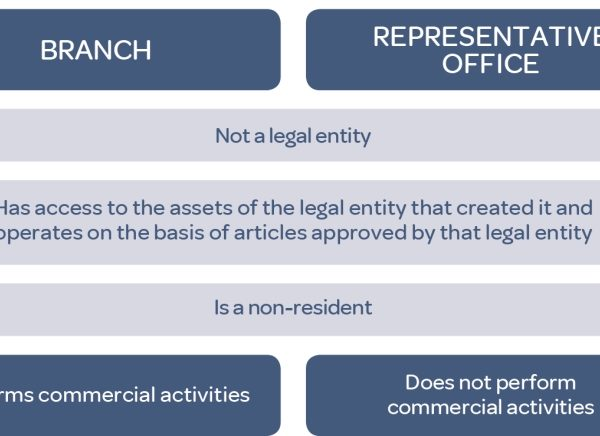 BRANCH
REPRESENTATIVE
OFFICE
Not a legal entity
Has access to the assets of the legal entity that created it and
operates on the basis of articles approved by that legal entity
Is a non-resident
rms commercial activities
Does not perform
commercial activities